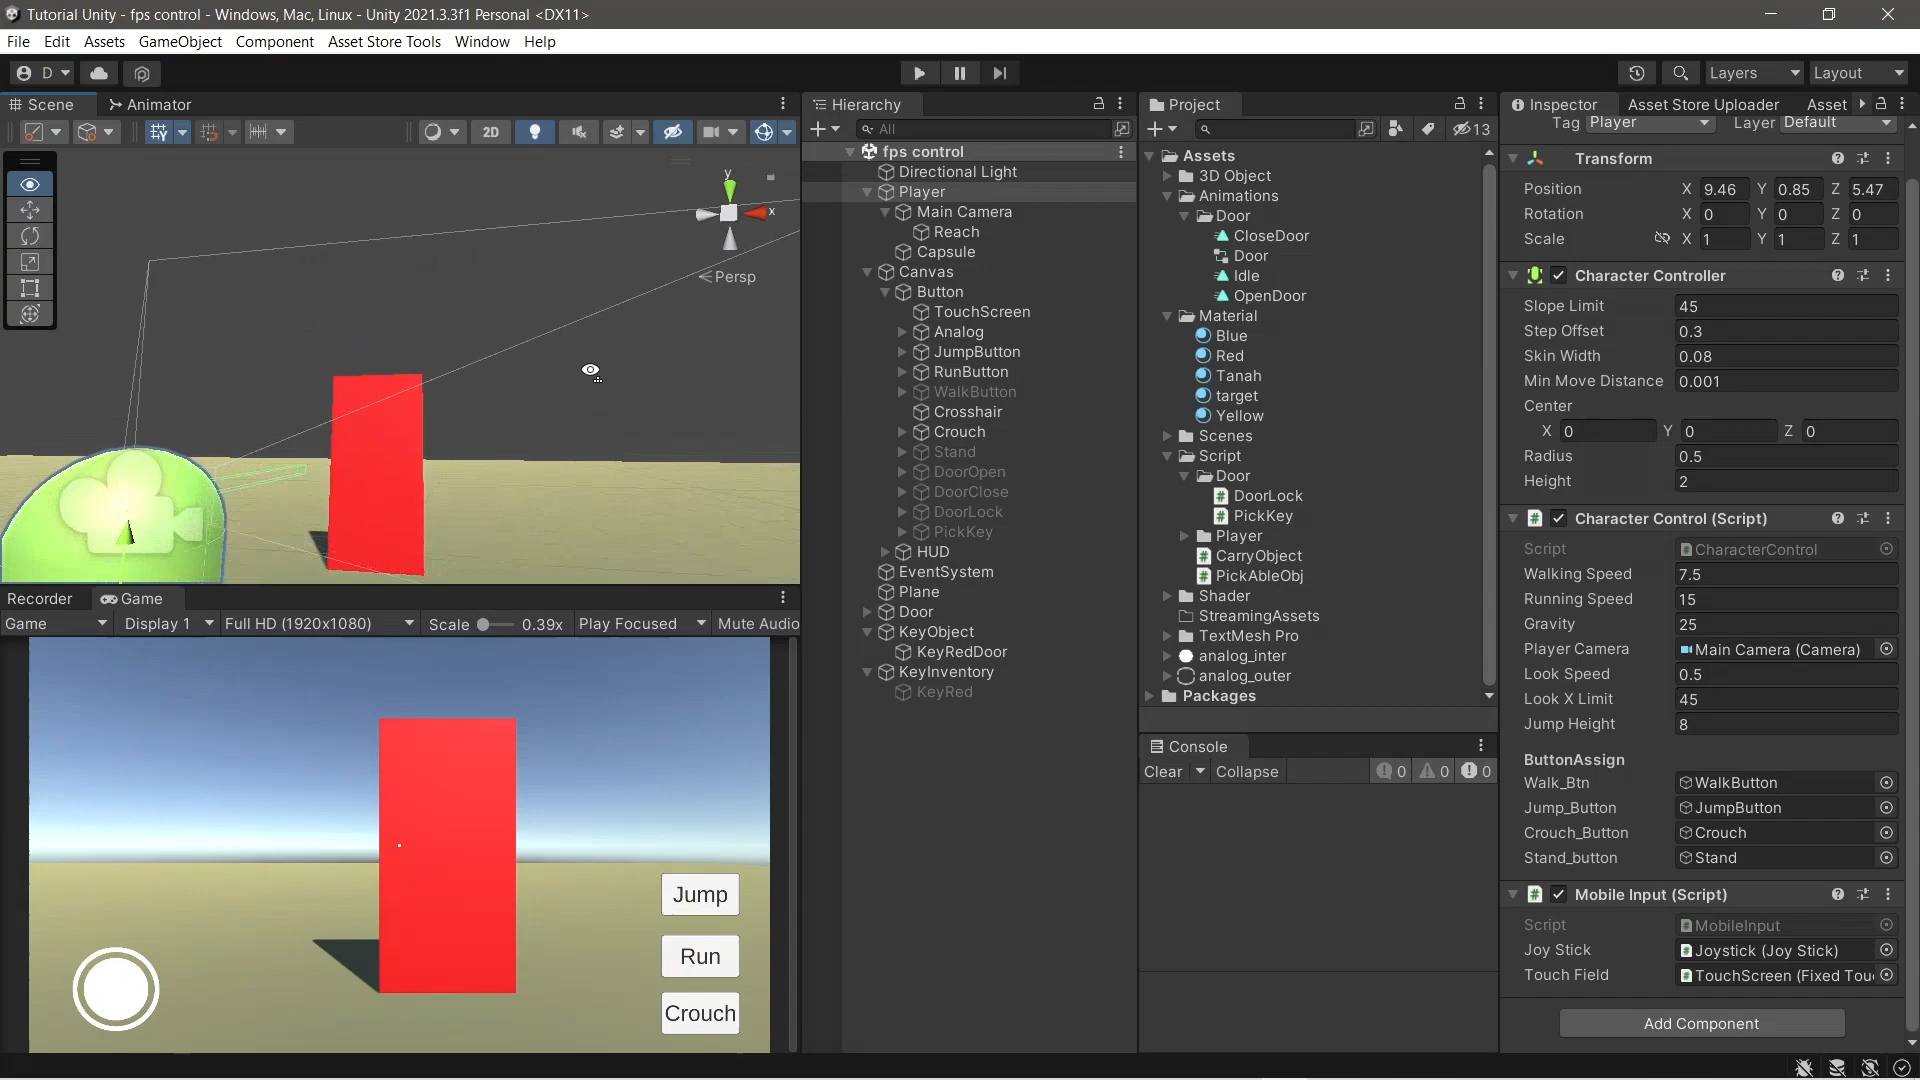 Tutorial Unity - fps control - Windows, Mac, Linux - Unity 2021.3.3f1 Personal <DX11>
File Edit Assets GameObject Component Asset Store Tools Window Help
D Layers Layout
Scene Animator
2D
y
x
Persp
Recorder Game
Game Display 1 Full HD (1920x1080) Scale 0.39x Play Focused Mute Audio
Jump
Run
Crouch
Hierarchy
All
fps control
Directional Light
Player
Main Camera
Reach
Capsule
Canvas
Button
TouchScreen
Analog
JumpButton
RunButton
WalkButton
Crosshair
Crouch
Stand
DoorOpen
DoorClose
DoorLock
PickKey
HUD
EventSystem
Plane
Door
KeyObject
KeyRedDoor
KeyInventory
KeyRed
Project
13
Assets
3D Object
Animations
Door
CloseDoor
Door
Idle
OpenDoor
Material
Blue
Red
Tanah
target
Yellow
Scenes
Script
Door
DoorLock
PickKey
Player
CarryObject
PickAbleObj
Shader
StreamingAssets
TextMesh Pro
analog_inter
analog_outer
Packages
Console
Clear Collapse 0 0 0
Inspector Asset Store Uploader Asset
Tag Player Layer Default
Transform
Position X 9.46 Y 0.85 Z 5.47
Rotation X 0 Y 0 Z 0
Scale X 1 Y 1 Z 1
Character Controller
Slope Limit 45
Step Offset 0.3
Skin Width 0.08
Min Move Distance 0.001
Center
X 0 Y 0 Z 0
Radius 0.5
Height 2
Character Control (Script)
Script CharacterControl
Walking Speed 7.5
Running Speed 15
Gravity 25
Player Camera Main Camera (Camera)
Look Speed 0.5
Look X Limit 45
Jump Height 8
ButtonAssign
Walk_Btn WalkButton
Jump_Button JumpButton
Crouch_Button Crouch
Stand_button Stand
Mobile Input (Script)
Script MobileInput
Joy Stick Joystick (Joy Stick)
Touch Field TouchScreen (Fixed Tou
Add Component